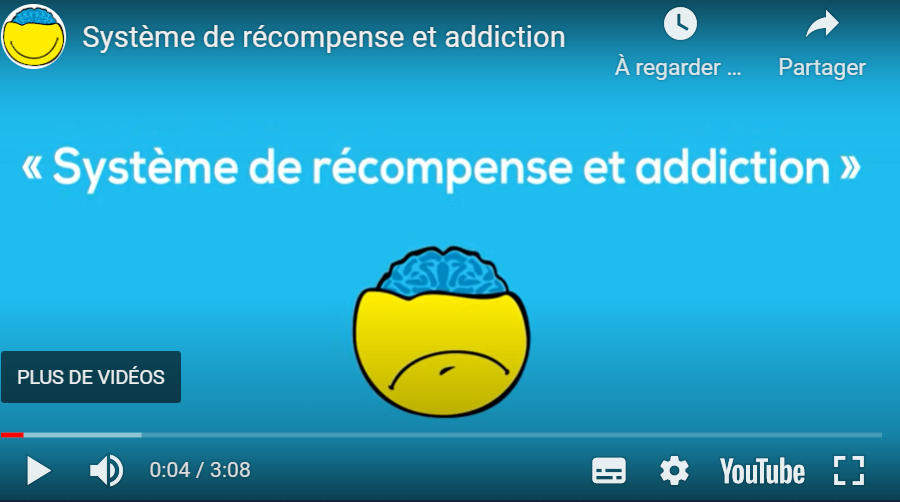 Système de récompense et addiction
À regarder ...
Partager
« Système de récompense et addiction »
PLUS DE VIDÉOS
0:04 / 3:08
YouTube